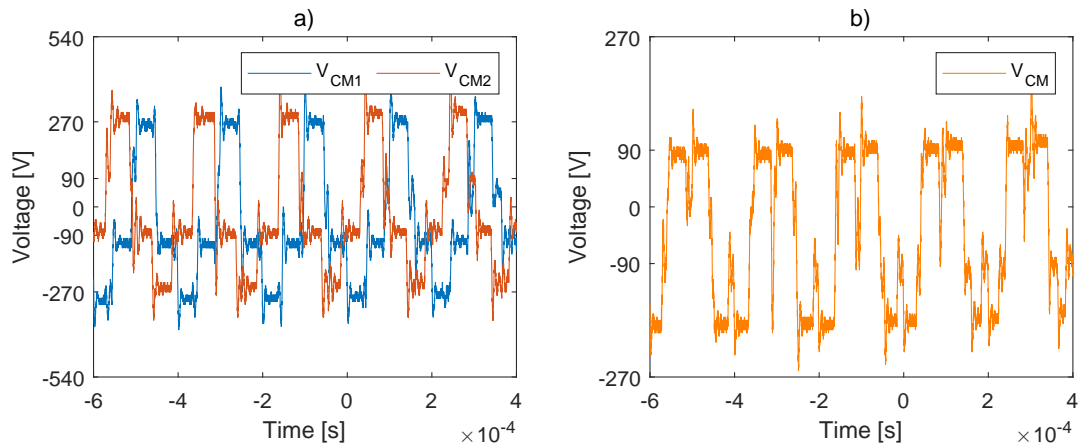 a)
540
270
90
0
-90
-270
-540
Voltage [V]
V_CM1 V_CM2
-6 -4 -2 0 2 4
Time [s]
×10^-4
b)
270
90
0
-90
-270
Voltage [V]
V_CM
-6 -4 -2 0 2 4
Time [s]
×10^-4